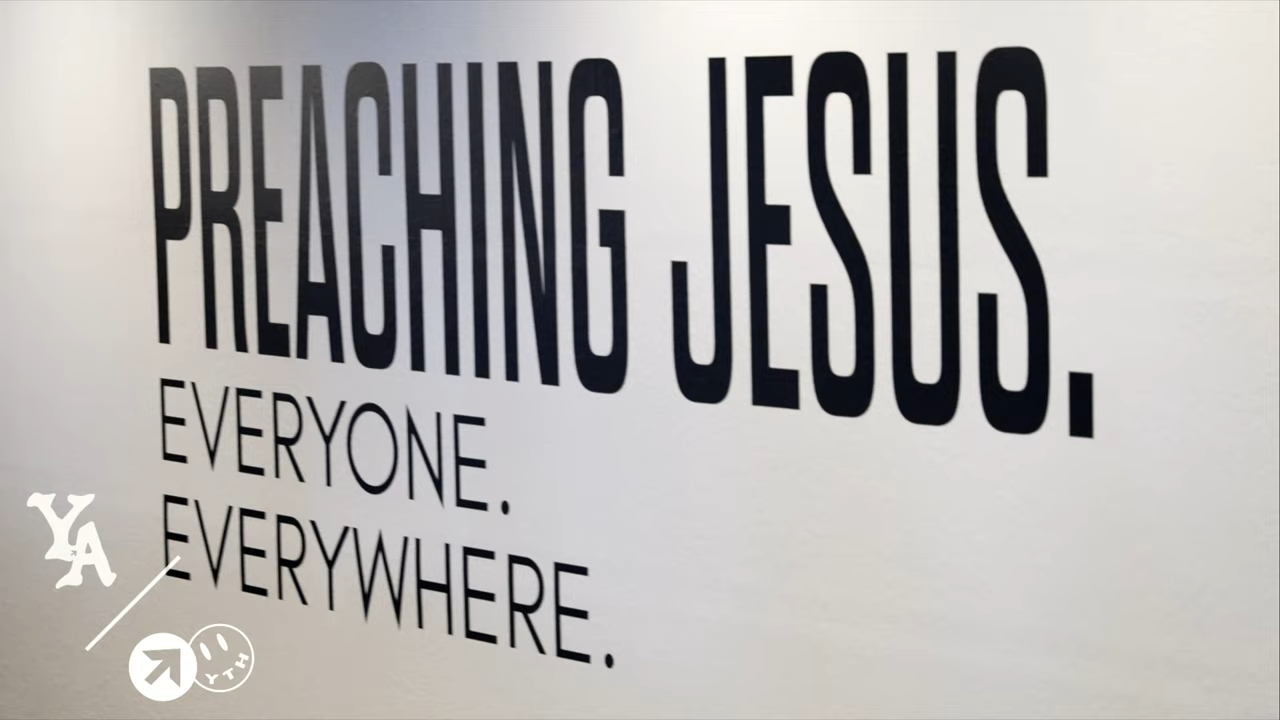 PREACHING JESUS.
EVERYONE.
EVERYWHERE.
YA
YTH